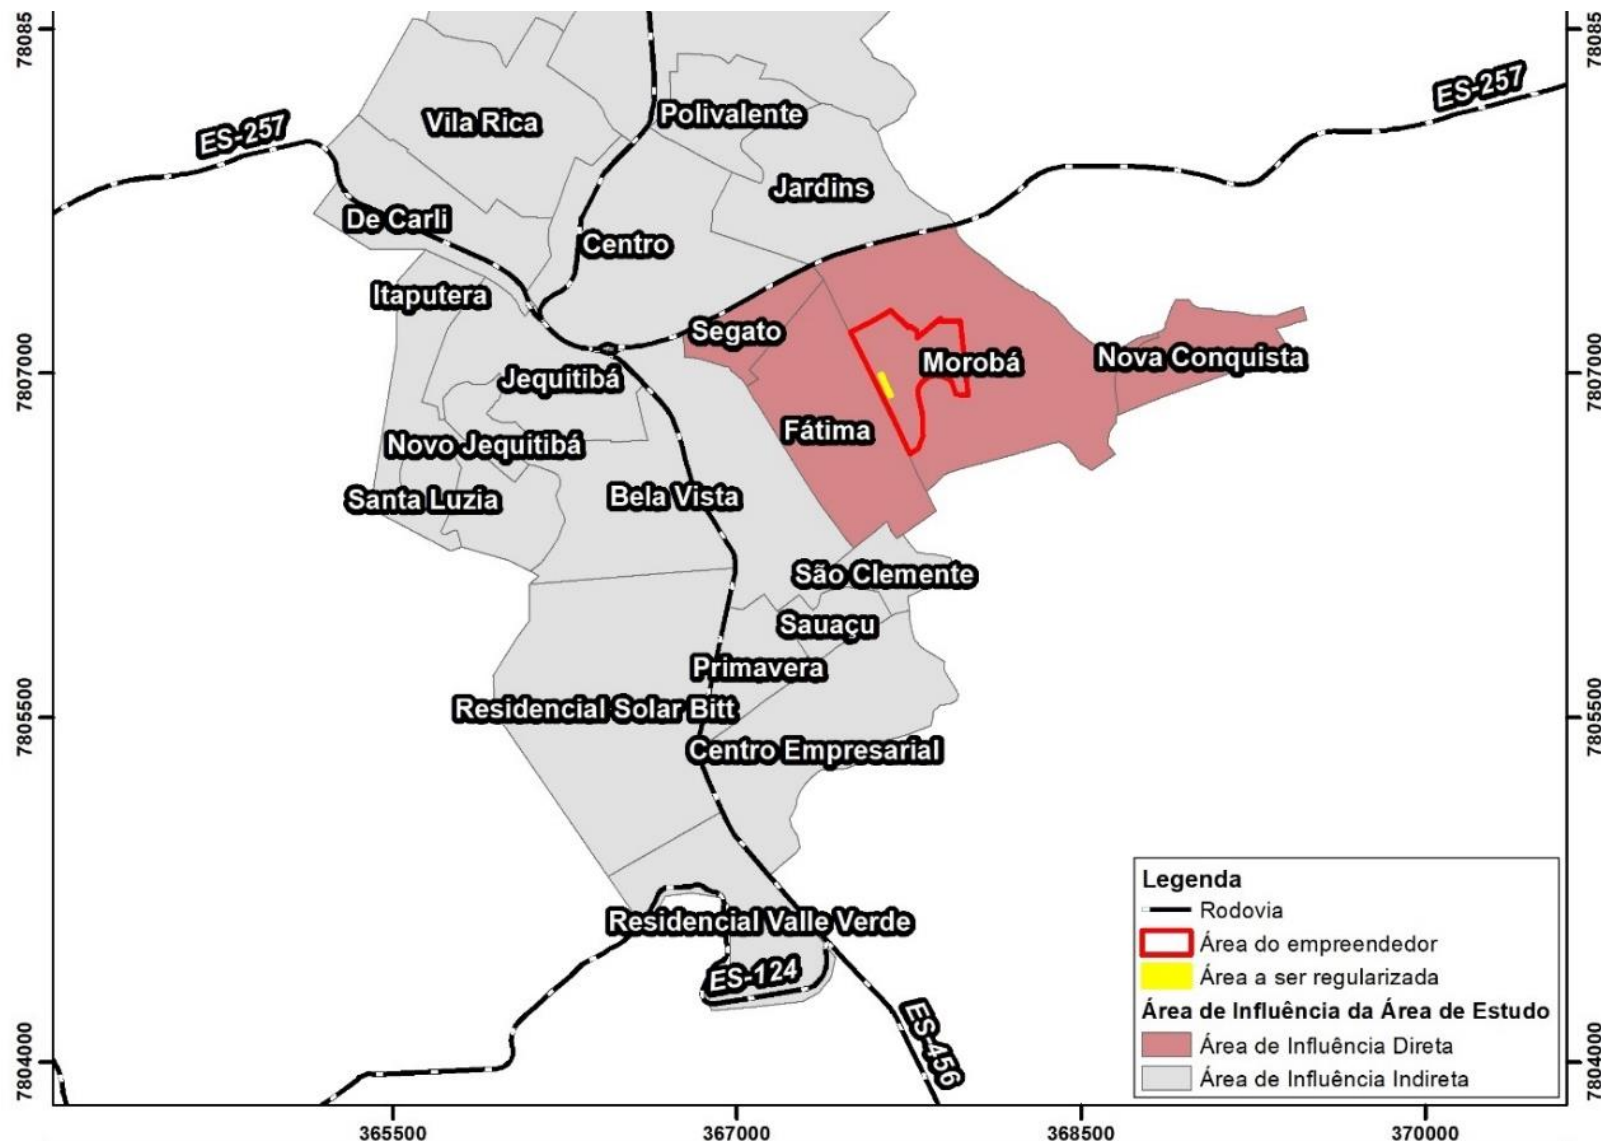 78085
78085
ES-257
ES-257
Vila Rica
Polivalente
Jardins
De Carli
Centro
Itaputera
Segato
Morobá
Nova Conquista
7807000
7807000
Jequitibá
Fátima
Novo Jequitibá
Santa Luzia
Bela Vista
São Clemente
Sauaçu
Primavera
Residencial Solar Bitt
7805500
7805500
Centro Empresarial
Residencial Valle Verde
ES-124
ES-456
Legenda
Rodovia
Área do empreendedor
Área a ser regularizada
Área de Influência da Área de Estudo
Área de Influência Direta
Área de Influência Indireta
7804000
7804000
365500
367000
368500
370000